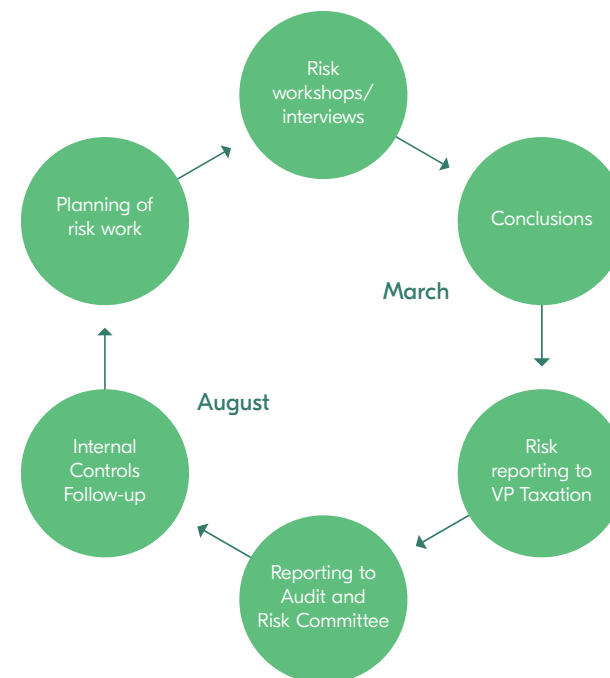 Risk
workshops/
interviews
Planning of
risk work
Conclusions
March
August
Internal
Controls
Follow-up
Risk
reporting to
VP Taxation
Reporting to
Audit and
Risk Committee